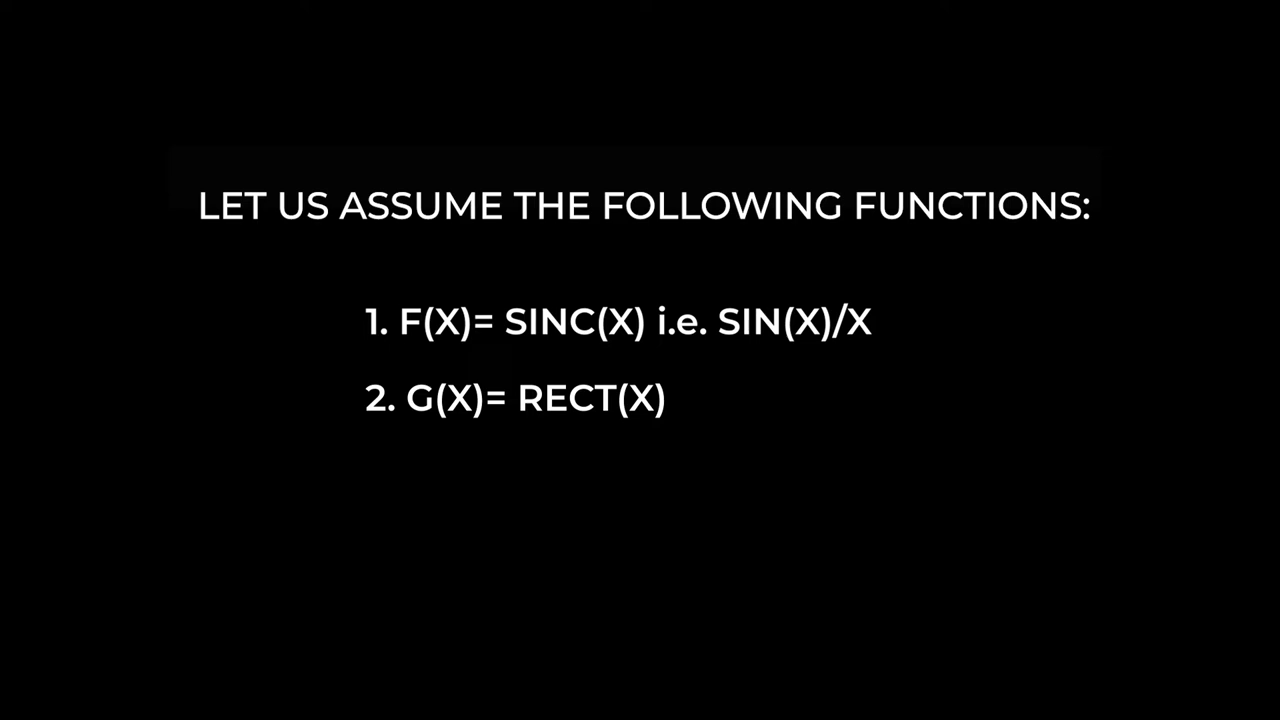 LET US ASSUME THE FOLLOWING FUNCTIONS:
1. F(X)= SINC(X) i.e. SIN(X)/X
2. G(X)= RECT(X)